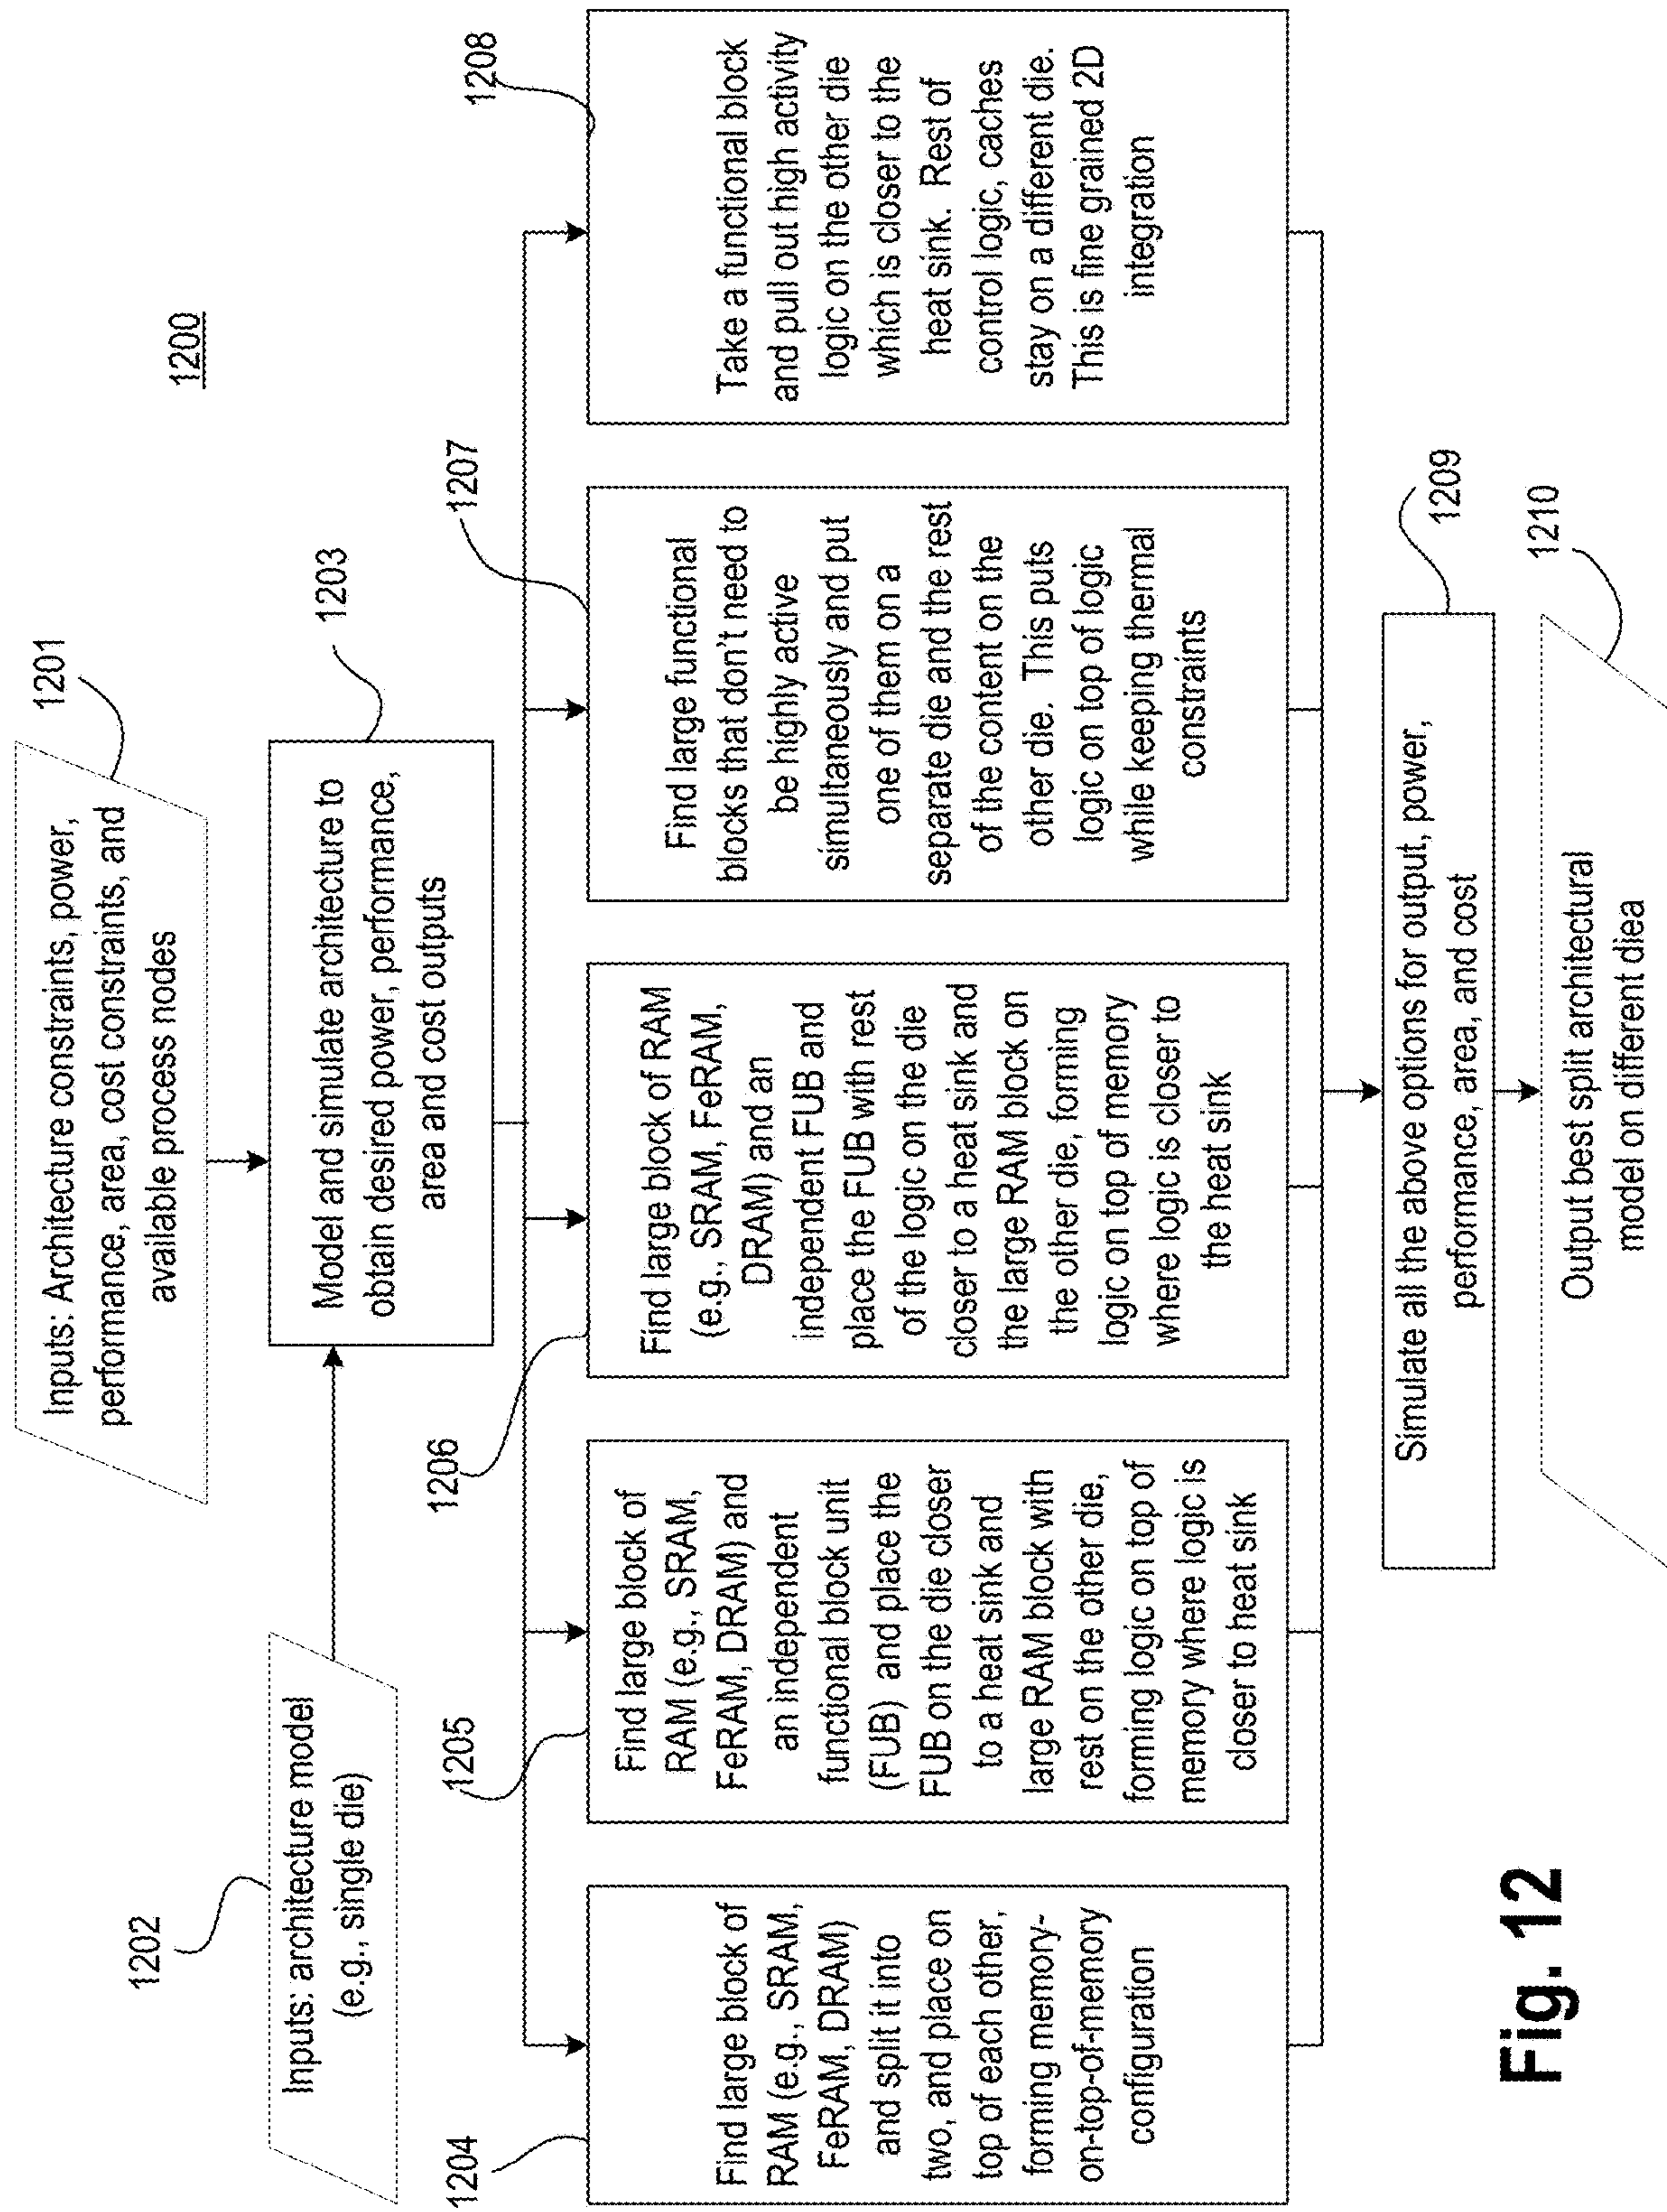 1200
1201
Inputs: Architecture constraints, power,
performance, area, cost constraints, and
available process nodes
1202
Inputs: architecture model
(e.g., single die)
1203
Model and simulate architecture to
obtain desired power, performance,
area and cost outputs
1204
Find large block of
RAM (e.g., SRAM,
FeRAM, DRAM)
and split it into
two, and place on
top of each other,
forming memory-
on-top-of-memory
configuration
1205
Find large block of
RAM (e.g., SRAM,
FeRAM, DRAM) and
an independent
functional block unit
(FUB) and place the
FUB on the die closer
to a heat sink and
large RAM block with
rest on the other die,
forming logic on top of
memory where logic is
closer to heat sink
1206
Find large block of RAM
(e.g., SRAM, FeRAM,
DRAM) and an
independent FUB and
place the FUB with rest
of the logic on the die
closer to a heat sink and
the large RAM block on
the other die, forming
logic on top of memory
where logic is closer to
the heat sink
1207
Find large functional
blocks that don't need to
be highly active
simultaneously and put
one of them on a
separate die and the rest
of the content on the
other die. This puts
logic on top of logic
while keeping thermal
constraints
1208
Take a functional block
and pull out high activity
logic on the other die
which is closer to the
heat sink. Rest of
control logic, caches
stay on a different die.
This is fine grained 2D
integration
1209
Simulate all the above options for output, power,
performance, area, and cost
1210
Output best split architectural
model on different diea
Fig. 12